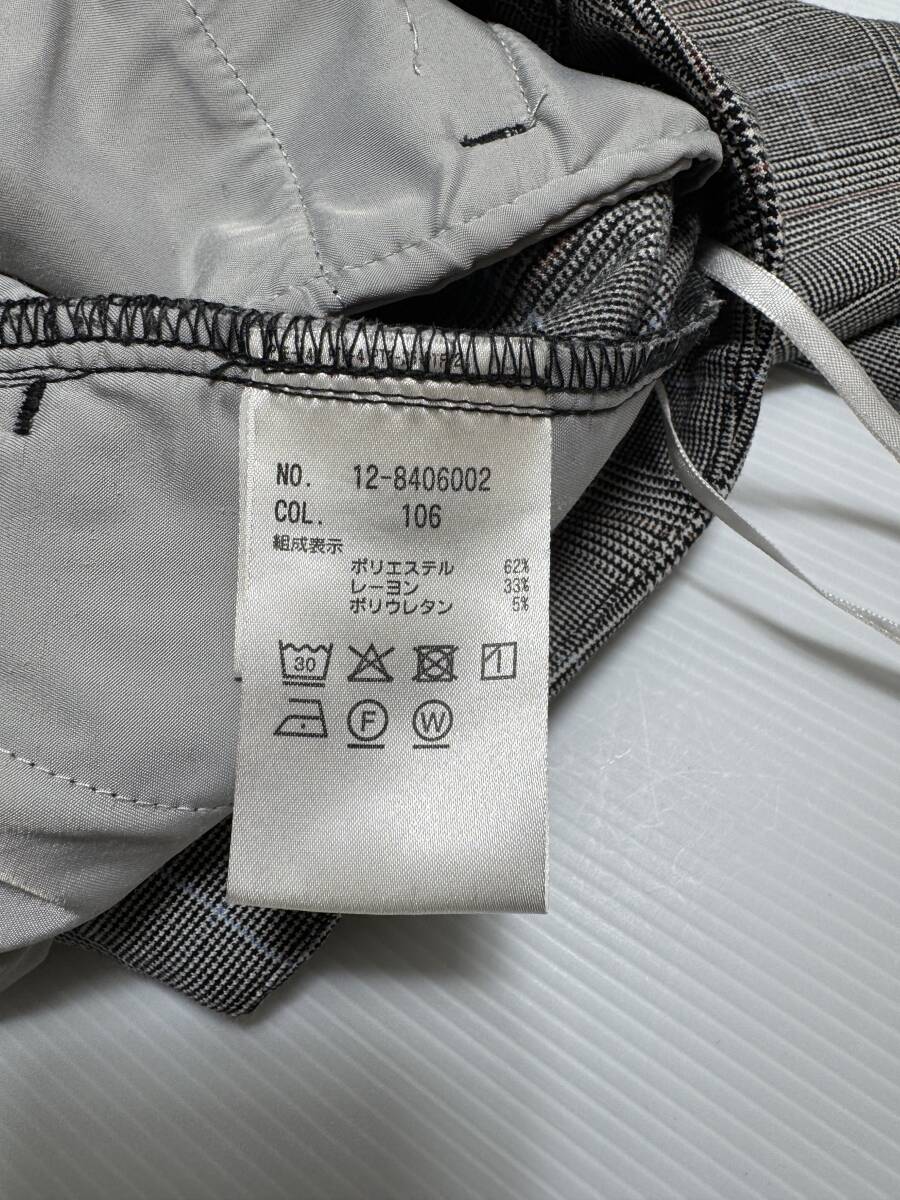 NO. 12-8406002
COL. 106
組成表示
ポリエステル 62%
レーヨン 33%
ポリウレタン 5%
30
F W